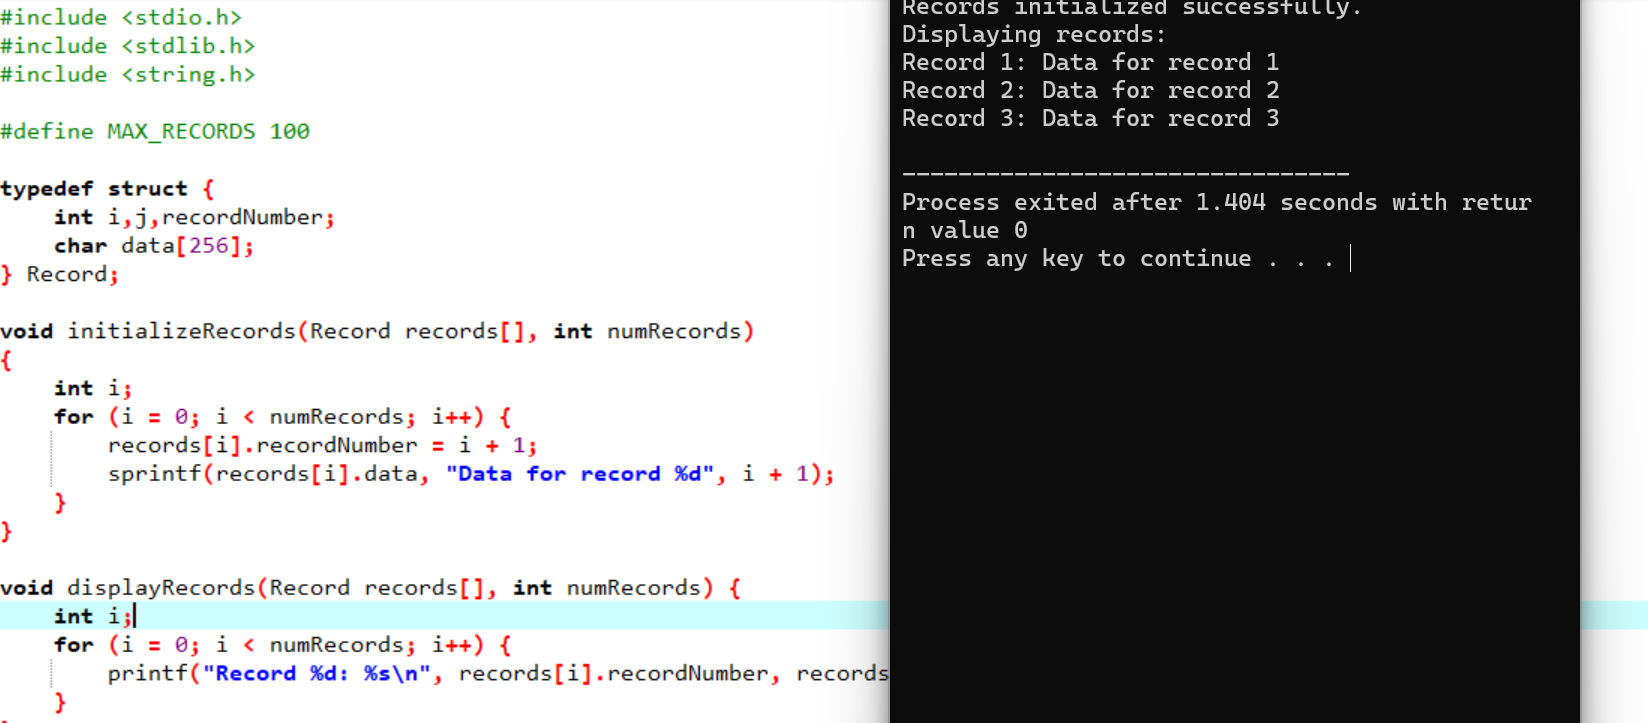 #include <stdio.h>
#include <stdlib.h>
#include <string.h>
#define MAX_RECORDS 100
typedef struct {
    int i,j,recordNumber;
    char data[256];
} Record;
void initializeRecords(Record records[], int numRecords)
{
    int i;
    for (i = 0; i < numRecords; i++) {
        records[i].recordNumber = i + 1;
        sprintf(records[i].data, "Data for record %d", i + 1);
    }
}
void displayRecords(Record records[], int numRecords) {
    int i;
    for (i = 0; i < numRecords; i++) {
        printf("Record %d: %s\n", records[i].recordNumber, records
    }
Records initialized successfully.
Displaying records:
Record 1: Data for record 1
Record 2: Data for record 2
Record 3: Data for record 3
--------------------------------
Process exited after 1.404 seconds with retur
n value 0
Press any key to continue . . .